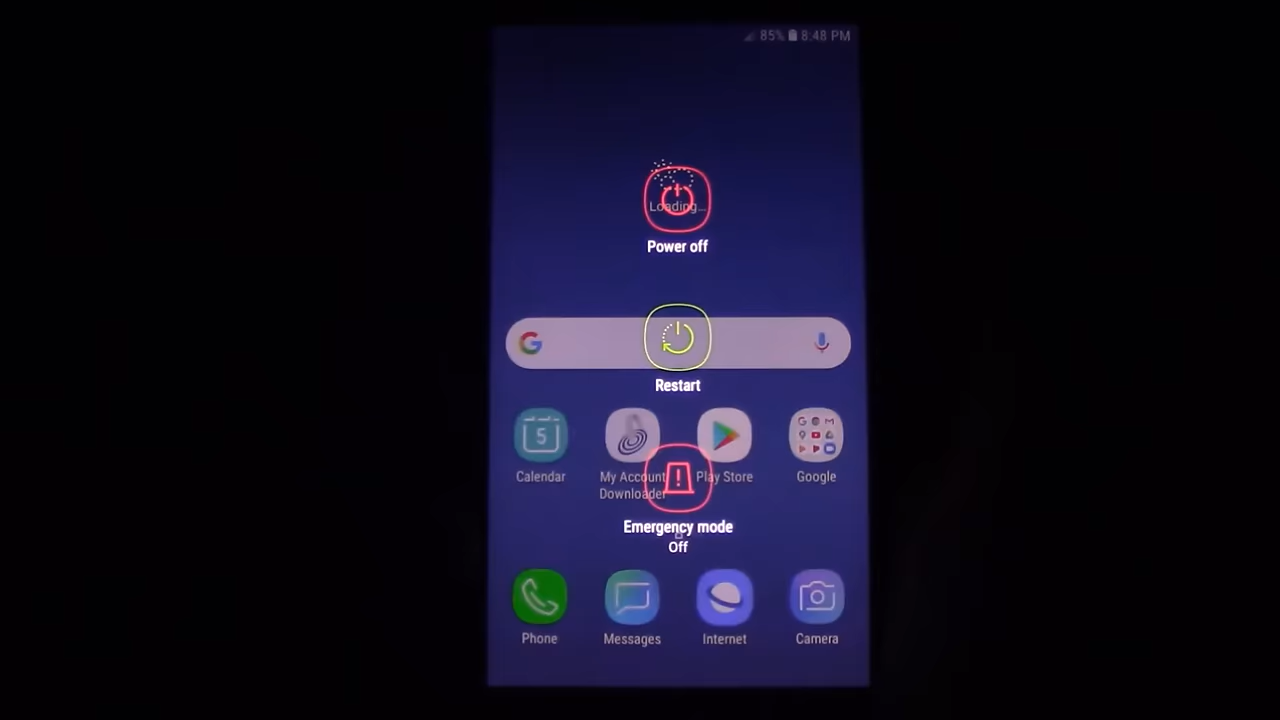 85% 8:48 PM
Loading...
Power off
Restart
5
Calendar
My Account
Downloader
Play Store
Google
Emergency mode
Off
Phone
Messages
Internet
Camera